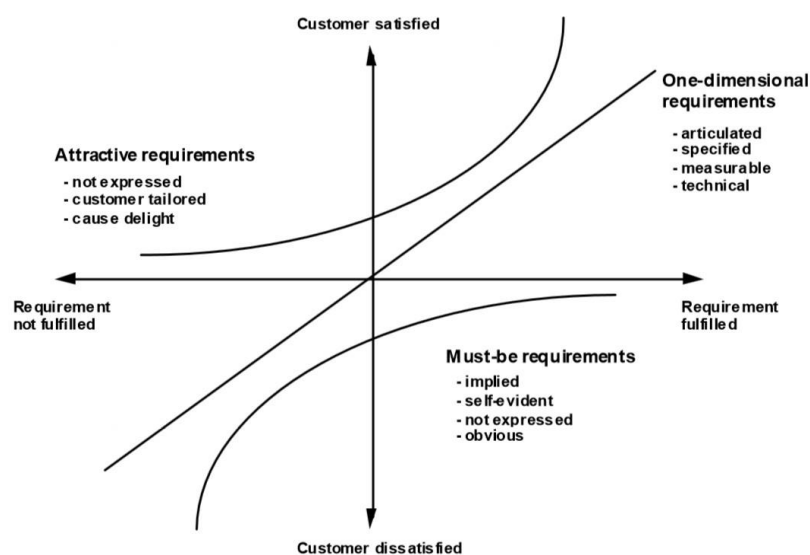 Customer satisfied
One-dimensional
requirements
- articulated
- specified
- measurable
- technical
Attractive requirements
- not expressed
- customer tailored
- cause delight
Requirement
not fulfilled
Requirement
fulfilled
Must-be requirements
- implied
- self-evident
- not expressed
- obvious
Customer dissatisfied